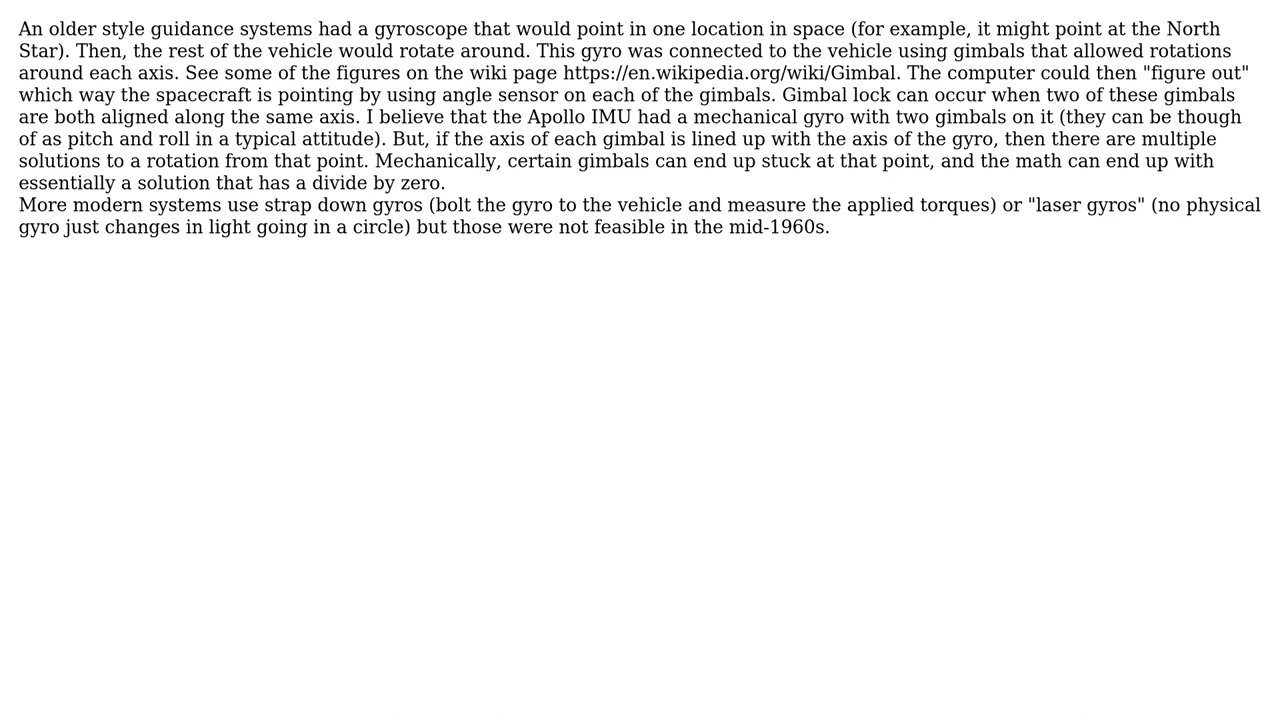 An older style guidance systems had a gyroscope that would point in one location in space (for example, it might point at the North
Star). Then, the rest of the vehicle would rotate around. This gyro was connected to the vehicle using gimbals that allowed rotations
around each axis. See some of the figures on the wiki page https://en.wikipedia.org/wiki/Gimbal. The computer could then "figure out"
which way the spacecraft is pointing by using angle sensor on each of the gimbals. Gimbal lock can occur when two of these gimbals
are both aligned along the same axis. I believe that the Apollo IMU had a mechanical gyro with two gimbals on it (they can be though
of as pitch and roll in a typical attitude). But, if the axis of each gimbal is lined up with the axis of the gyro, then there are multiple
solutions to a rotation from that point. Mechanically, certain gimbals can end up stuck at that point, and the math can end up with
essentially a solution that has a divide by zero.
More modern systems use strap down gyros (bolt the gyro to the vehicle and measure the applied torques) or "laser gyros" (no physical
gyro just changes in light going in a circle) but those were not feasible in the mid-1960s.